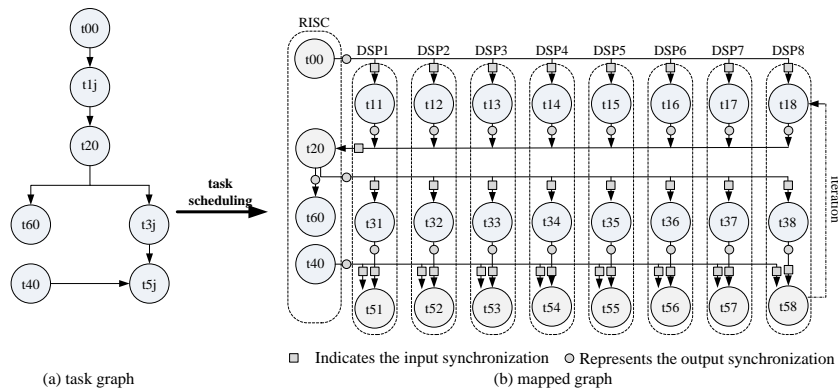 RISC
t00
t1j
t20
t60
t3j
t40
t5j
task
scheduling
DSP1 DSP2 DSP3 DSP4 DSP5 DSP6 DSP7 DSP8
t00
t11 t12 t13 t14 t15 t16 t17 t18
t20
t60
t31 t32 t33 t34 t35 t36 t37 t38
t40
t51 t52 t53 t54 t55 t56 t57 t58
iteration
Indicates the input synchronization
Represents the output synchronization
(a) task graph
(b) mapped graph